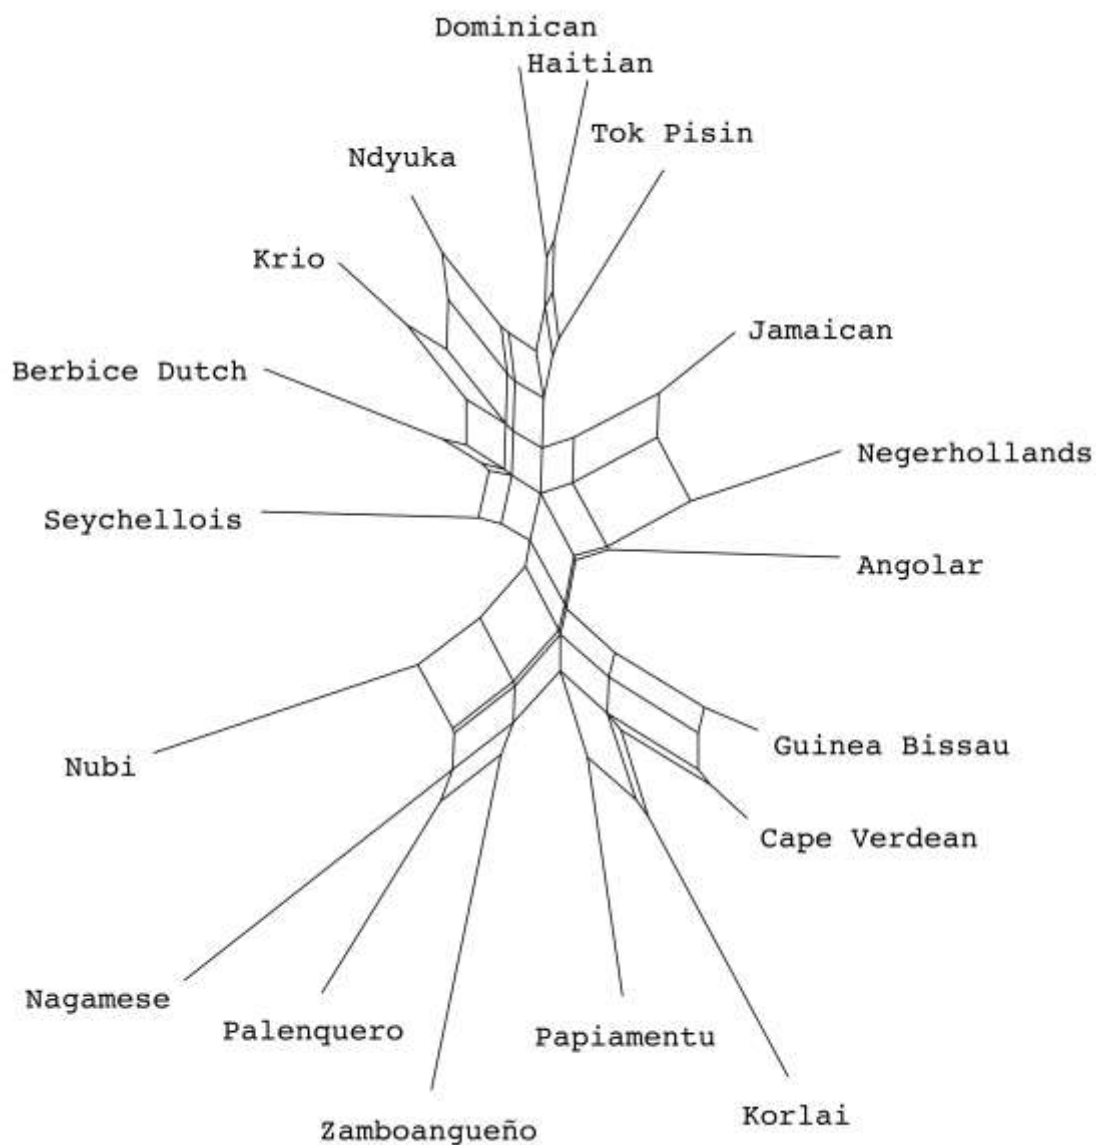 Dominican
Haitian
Tok Pisin
Ndyuka
Krio
Jamaican
Berbice Dutch
Negerhollands
Seychellois
Angolar
Guinea Bissau
Nubi
Cape Verdean
Nagamese
Palenquero
Papiamentu
Korlai
Zamboangueño